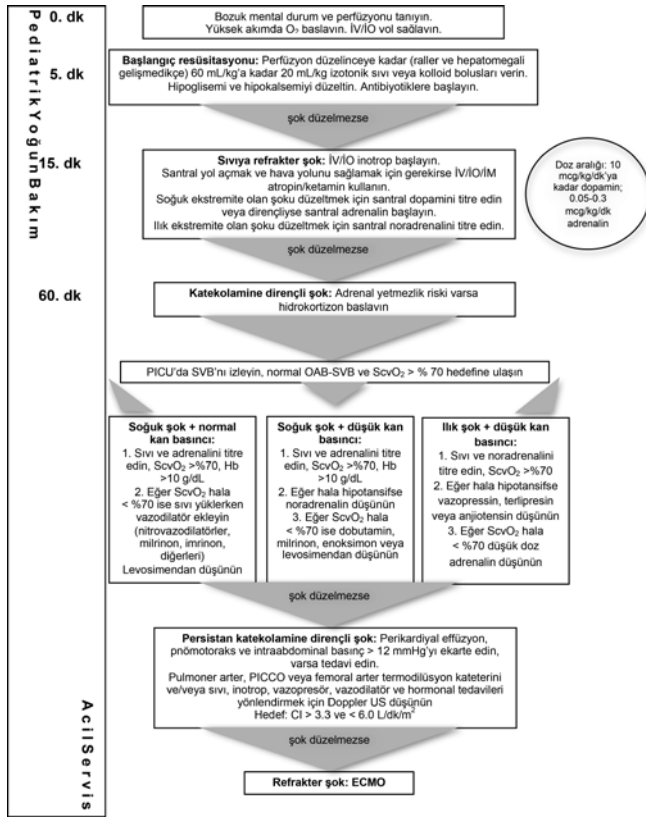 0. dk
Bozuk mental durum ve perfüzyonu tanıyın.
Yüksek akımda O₂ başlavın. İV/İO vol sağlavın.
5. dk
Başlangıç resüsitasyonu: Perfüzyon düzelinceye kadar (raller ve hepatomegali
gelişmedikçe) 60 mL/kg'a kadar 20 mL/kg izotonik sıvı veya kolloid bolusları verin.
Hipoglisemi ve hipokalsemiyi düzeltin. Antibiyotiklere başlayın.
şok düzelmezse
15. dk
Sıvıya refrakter şok: İV/İO inotrop başlayın.
Santral yol açmak ve hava yolunu sağlamak için gerekirse İV/İO/İM
atropin/ketamin kullanın.
Soğuk ekstremite olan şoku düzeltmek için santral dopamini titre edin
veya dirençliyse santral adrenalin başlayın.
Ilık ekstremite olan şoku düzeltmek için santral noradrenalini titre edin.
Doz aralığı: 10
mcg/kg/dk'ya
kadar dopamin;
0.05-0.3
mcg/kg/dk
adrenalin
şok düzelmezse
60. dk
Katekolamine dirençli şok: Adrenal yetmezlik riski varsa
hidrokortizon baslavın
PICU'da SVB'nı izleyin, normal OAB-SVB ve ScvO₂ > % 70 hedefine ulaşın
Soğuk şok + normal
kan basıncı:
1. Sıvı ve adrenalini titre
edin, ScvO₂ >%70, Hb
>10 g/dL
2. Eğer ScvO₂ hala
< %70 ise sıvı yüklerken
vazodilatör ekleyin
(nitrovazodilatörler,
milrinon, imrinon,
diğerleri)
Levosimendan düşünün
Soğuk şok + düşük kan
basıncı:
1. Sıvı ve adrenalini titre
edin, ScvO₂ >%70, Hb
>10 g/dL
2. Eğer hala hipotansifse
noradrenalin düşünün
3. Eğer ScvO₂ hala
< %70 ise dobutamin,
milrinon, enoksimon veya
levosimendan düşünün
Ilık şok + düşük kan
basıncı:
1. Sıvı ve noradrenalini
titre edin, ScvO₂ >%70
2. Eğer hala hipotansifse
vazopressin, terlipresin
veya anjiotensin düşünün
3. Eğer ScvO₂ hala
< %70 düşük doz
adrenalin düşünün
şok düzelmezse
Persistan katekolamine dirençli şok: Perikardiyal effüzyon,
pnömotoraks ve intraabdominal basınç > 12 mmHg'yı ekarte edin,
varsa tedavi edin.
Pulmoner arter, PICCO veya femoral arter termodilüsyon kateterini
ve/veya sıvı, inotrop, vazopresör, vazodilatör ve hormonal tedavileri
yönlendirmek için Doppler US düşünün
Hedef: CI > 3.3 ve < 6.0 L/dk/m²
şok düzelmezse
Refrakter şok: ECMO
Pediatrik Yoğun Bakım
Acil Servis